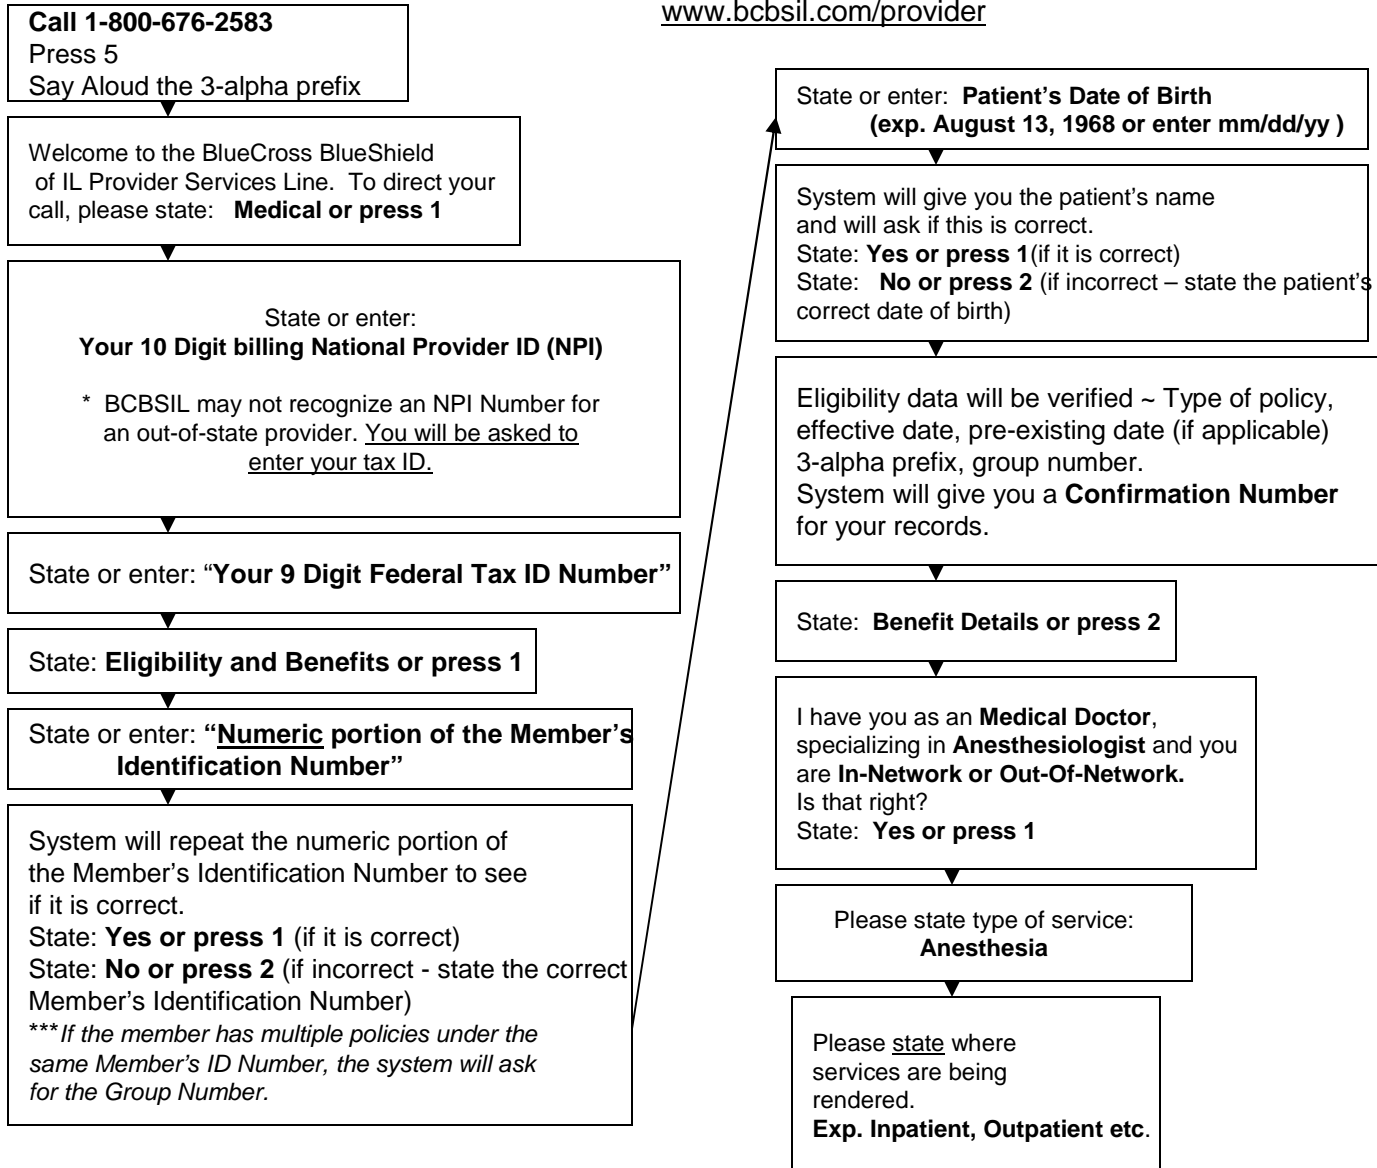 www.bcbsil.com/provider
Call 1-800-676-2583
Press 5
Say Aloud the 3-alpha prefix
Welcome to the BlueCross BlueShield
of IL Provider Services Line. To direct your
call, please state: Medical or press 1
State or enter:
Your 10 Digit billing National Provider ID (NPI)
* BCBSIL may not recognize an NPI Number for
an out-of-state provider. You will be asked to
enter your tax ID.
State or enter: “Your 9 Digit Federal Tax ID Number”
State: Eligibility and Benefits or press 1
State or enter: “Numeric portion of the Member’s
Identification Number”
System will repeat the numeric portion of
the Member’s Identification Number to see
if it is correct.
State: Yes or press 1 (if it is correct)
State: No or press 2 (if incorrect - state the correct
Member’s Identification Number)
***If the member has multiple policies under the
same Member’s ID Number, the system will ask
for the Group Number.
State or enter: Patient’s Date of Birth
(exp. August 13, 1968 or enter mm/dd/yy )
System will give you the patient’s name
and will ask if this is correct.
State: Yes or press 1(if it is correct)
State: No or press 2 (if incorrect – state the patient’s
correct date of birth)
Eligibility data will be verified ~ Type of policy,
effective date, pre-existing date (if applicable)
3-alpha prefix, group number.
System will give you a Confirmation Number
for your records.
State: Benefit Details or press 2
I have you as an Medical Doctor,
specializing in Anesthesiologist and you
are In-Network or Out-Of-Network.
Is that right?
State: Yes or press 1
Please state type of service:
Anesthesia
Please state where
services are being
rendered.
Exp. Inpatient, Outpatient etc.